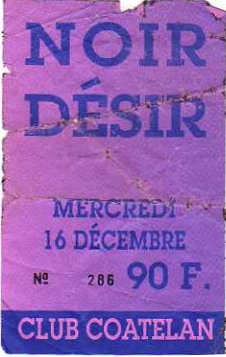 NOIR
DÉSIR
MERCREDI
16 DÉCEMBRE
Nº 286 90 F.
CLUB COATELAN